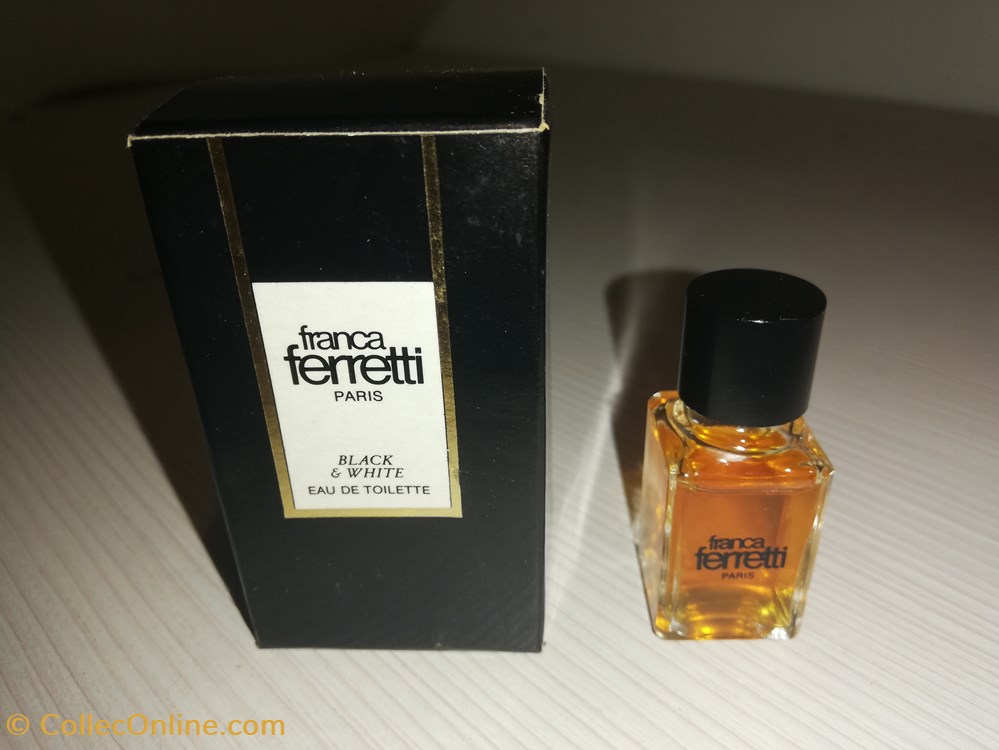 franca
ferretti
PARIS
BLACK
& WHITE
EAU DE TOILETTE
franca
ferretti
PARIS
© CollecOnline.com